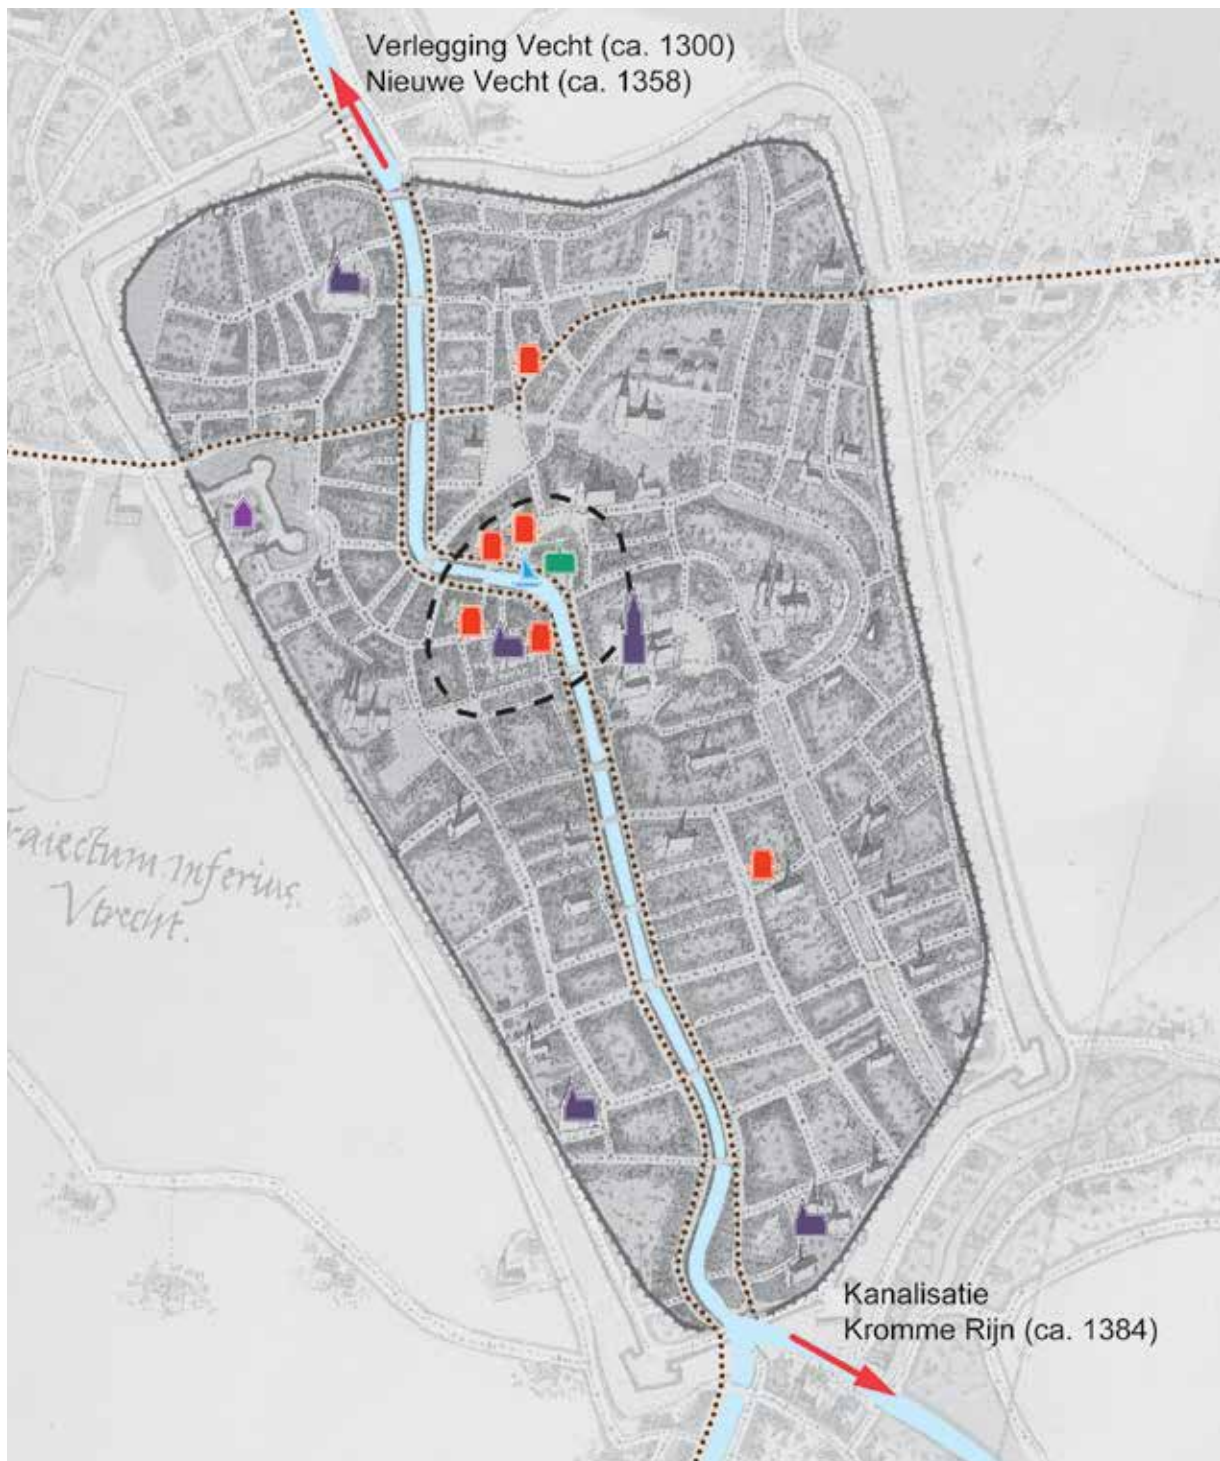 Verlegging Vecht (ca. 1300)
Nieuwe Vecht (ca. 1358)
Traiectum inferius.
Vtrecht.
Kanalisatie
Kromme Rijn (ca. 1384)